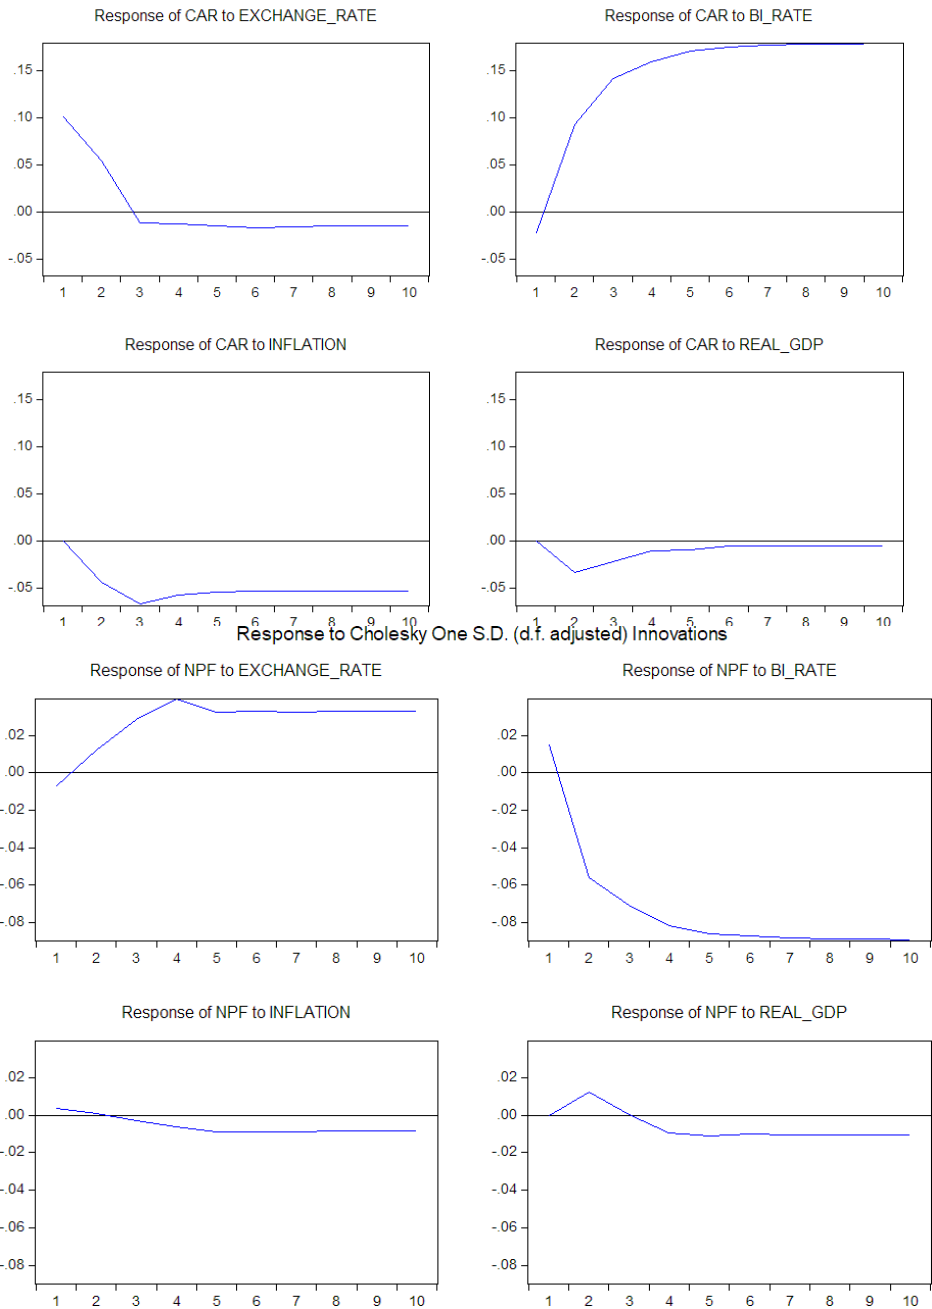 Response of CAR to EXCHANGE_RATE
Response of CAR to BI_RATE
.15
.10
.05
.00
-.05
1 2 3 4 5 6 7 8 9 10
.15
.10
.05
.00
-.05
1 2 3 4 5 6 7 8 9 10
Response of CAR to INFLATION
Response of CAR to REAL_GDP
.15
.10
.05
.00
-.05
1 2 3 4 5 6 7 8 9 10
.15
.10
.05
.00
-.05
1 2 3 4 5 6 7 8 9 10
Response to Cholesky One S.D. (d.f. adjusted) Innovations
Response of NPF to EXCHANGE_RATE
Response of NPF to BI_RATE
.02
.00
-.02
-.04
-.06
-.08
1 2 3 4 5 6 7 8 9 10
.02
.00
-.02
-.04
-.06
-.08
1 2 3 4 5 6 7 8 9 10
Response of NPF to INFLATION
Response of NPF to REAL_GDP
.02
.00
-.02
-.04
-.06
-.08
1 2 3 4 5 6 7 8 9 10
.02
.00
-.02
-.04
-.06
-.08
1 2 3 4 5 6 7 8 9 10